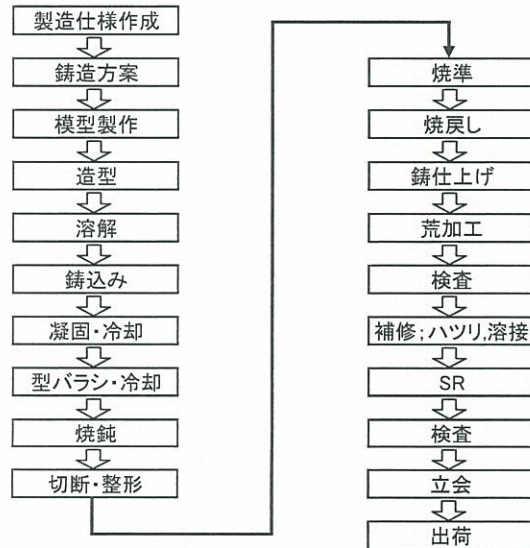 製造仕様作成
鋳造方案
模型製作
造型
溶解
鋳込み
凝固・冷却
型バラシ・冷却
焼鈍
切断・整形
焼準
焼戻し
鋳仕上げ
荒加工
検査
補修;ハツリ,溶接
SR
検査
立会
出荷